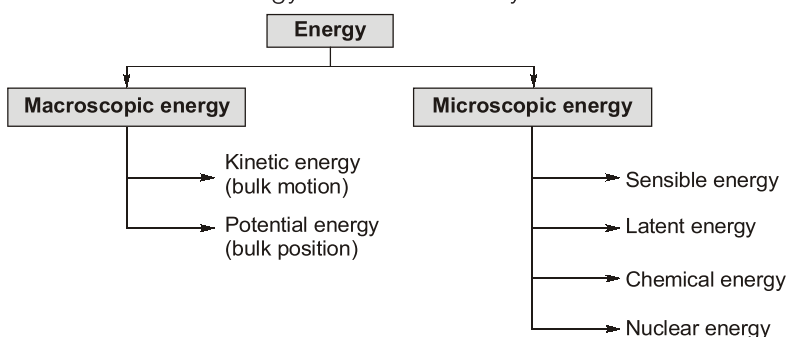 Energy
Macroscopic energy
Microscopic energy
Kinetic energy
(bulk motion)
Potential energy
(bulk position)
Sensible energy
Latent energy
Chemical energy
Nuclear energy